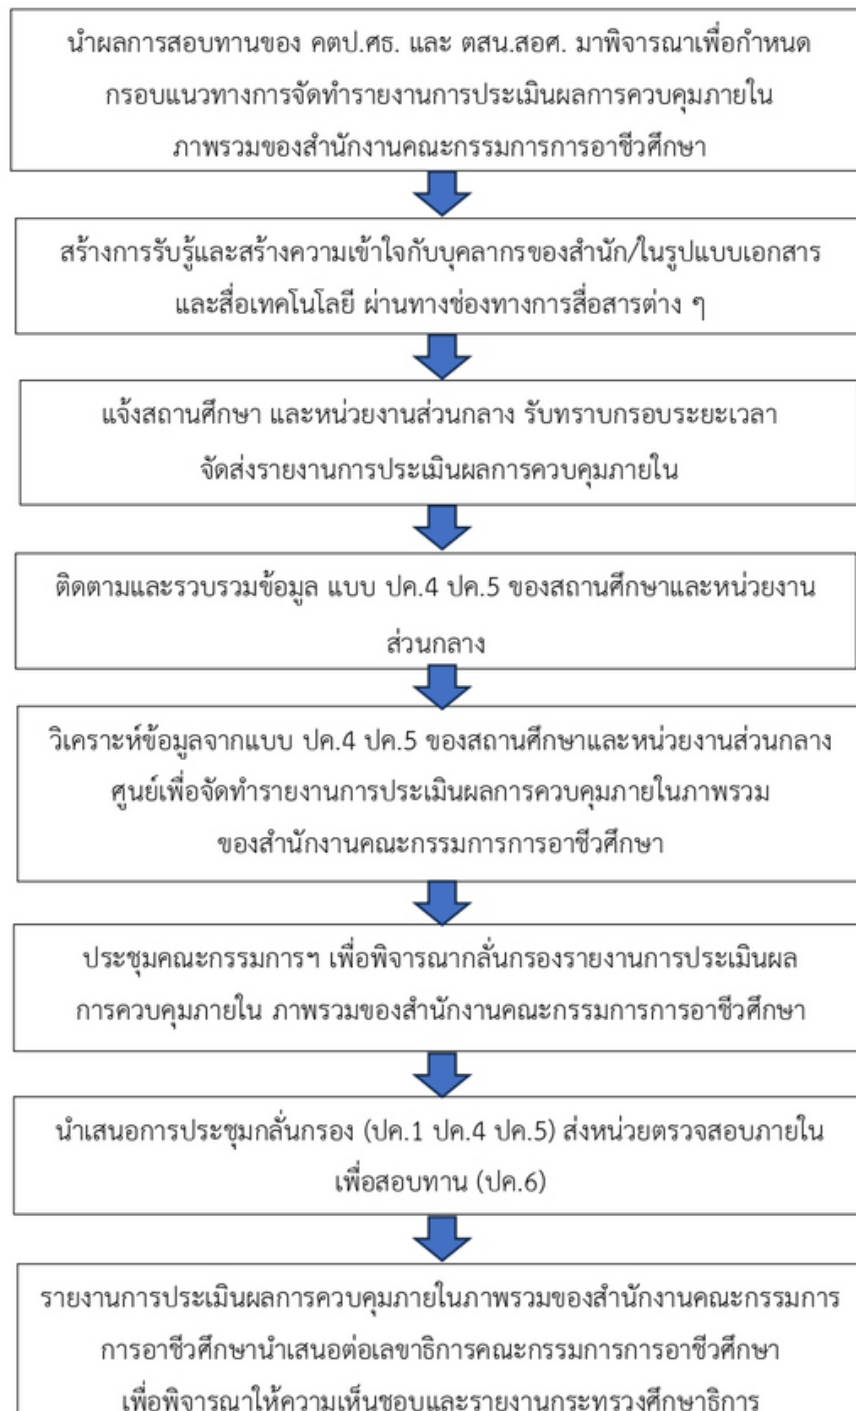 นำผลการสอบทานของ คตป.ศธ. และ ตสน.สอศ. มาพิจารณาเพื่อกำหนด
กรอบแนวทางการจัดทำรายงานการประเมินผลการควบคุมภายใน
ภาพรวมของสำนักงานคณะกรรมการการอาชีวศึกษา
สร้างการรับรู้และสร้างความเข้าใจกับบุคลากรของสำนัก/ในรูปแบบเอกสาร
และสื่อเทคโนโลยี ผ่านทางช่องทางการสื่อสารต่าง ๆ
แจ้งสถานศึกษา และหน่วยงานส่วนกลาง รับทราบกรอบระยะเวลา
จัดส่งรายงานการประเมินผลการควบคุมภายใน
ติดตามและรวบรวมข้อมูล แบบ ปค.4 ปค.5 ของสถานศึกษาและหน่วยงาน
ส่วนกลาง
วิเคราะห์ข้อมูลจากแบบ ปค.4 ปค.5 ของสถานศึกษาและหน่วยงานส่วนกลาง
ศูนย์เพื่อจัดทำรายงานการประเมินผลการควบคุมภายในภาพรวม
ของสำนักงานคณะกรรมการการอาชีวศึกษา
ประชุมคณะกรรมการฯ เพื่อพิจารณากลั่นกรองรายงานการประเมินผล
การควบคุมภายใน ภาพรวมของสำนักงานคณะกรรมการการอาชีวศึกษา
นำเสนอการประชุมกลั่นกรอง (ปค.1 ปค.4 ปค.5) ส่งหน่วยตรวจสอบภายใน
เพื่อสอบทาน (ปค.6)
รายงานการประเมินผลการควบคุมภายในภาพรวมของสำนักงานคณะกรรมการ
การอาชีวศึกษานำเสนอต่อเลขาธิการคณะกรรมการการอาชีวศึกษา
เพื่อพิจารณาให้ความเห็นชอบและรายงานกระทรวงศึกษาธิการ